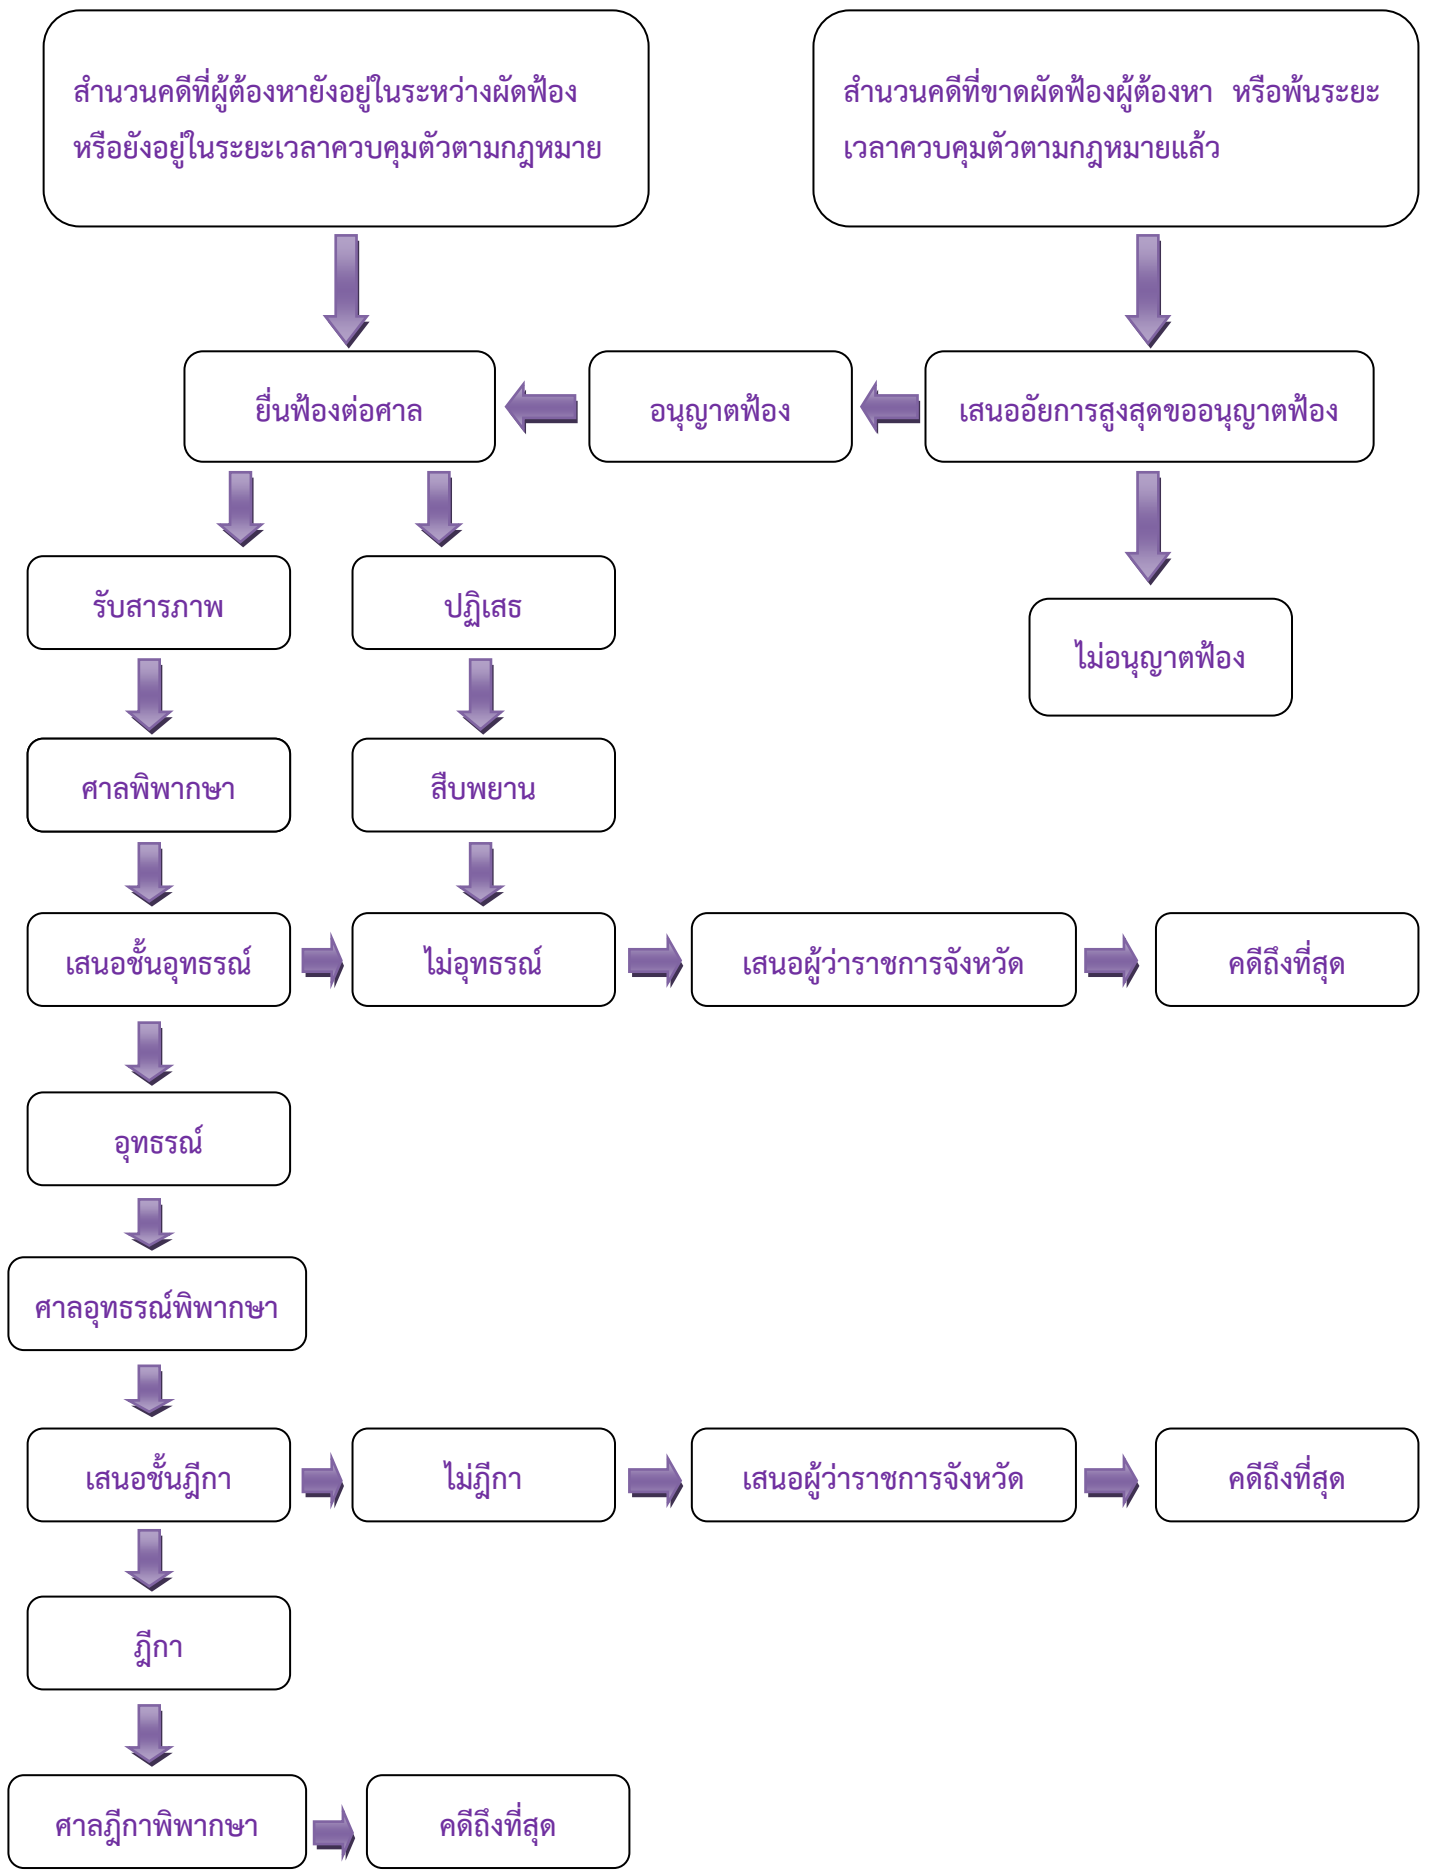 สำนวนคดีที่ผู้ต้องหายังอยู่ในระหว่างผัดฟ้อง
หรือยังอยู่ในระยะเวลาควบคุมตัวตามกฎหมาย
สำนวนคดีที่ขาดผัดฟ้องผู้ต้องหา หรือพ้นระยะ
เวลาควบคุมตัวตามกฎหมายแล้ว
ยื่นฟ้องต่อศาล
อนุญาตฟ้อง
เสนออัยการสูงสุดขออนุญาตฟ้อง
รับสารภาพ
ปฏิเสธ
ไม่อนุญาตฟ้อง
ศาลพิพากษา
สืบพยาน
เสนอชั้นอุทธรณ์
ไม่อุทธรณ์
เสนอผู้ว่าราชการจังหวัด
คดีถึงที่สุด
อุทธรณ์
ศาลอุทธรณ์พิพากษา
เสนอชั้นฎีกา
ไม่ฎีกา
เสนอผู้ว่าราชการจังหวัด
คดีถึงที่สุด
ฎีกา
ศาลฎีกาพิพากษา
คดีถึงที่สุด